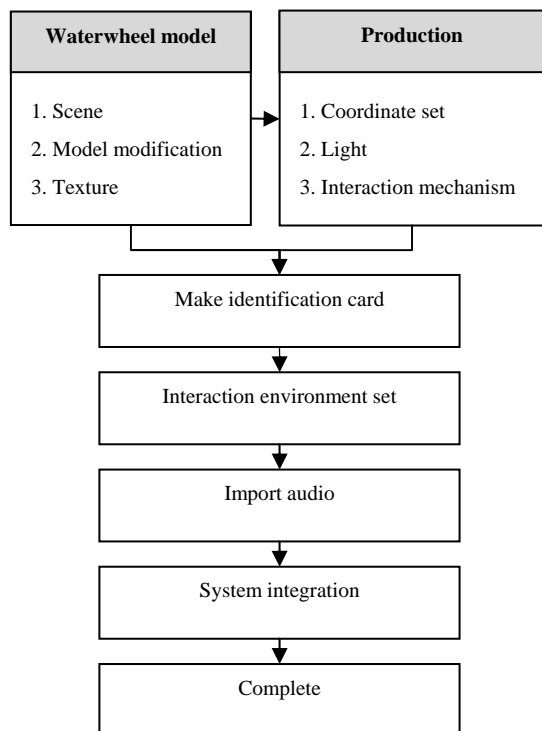 Waterwheel model
1. Scene
2. Model modification
3. Texture
Production
1. Coordinate set
2. Light
3. Interaction mechanism
Make identification card
Interaction environment set
Import audio
System integration
Complete